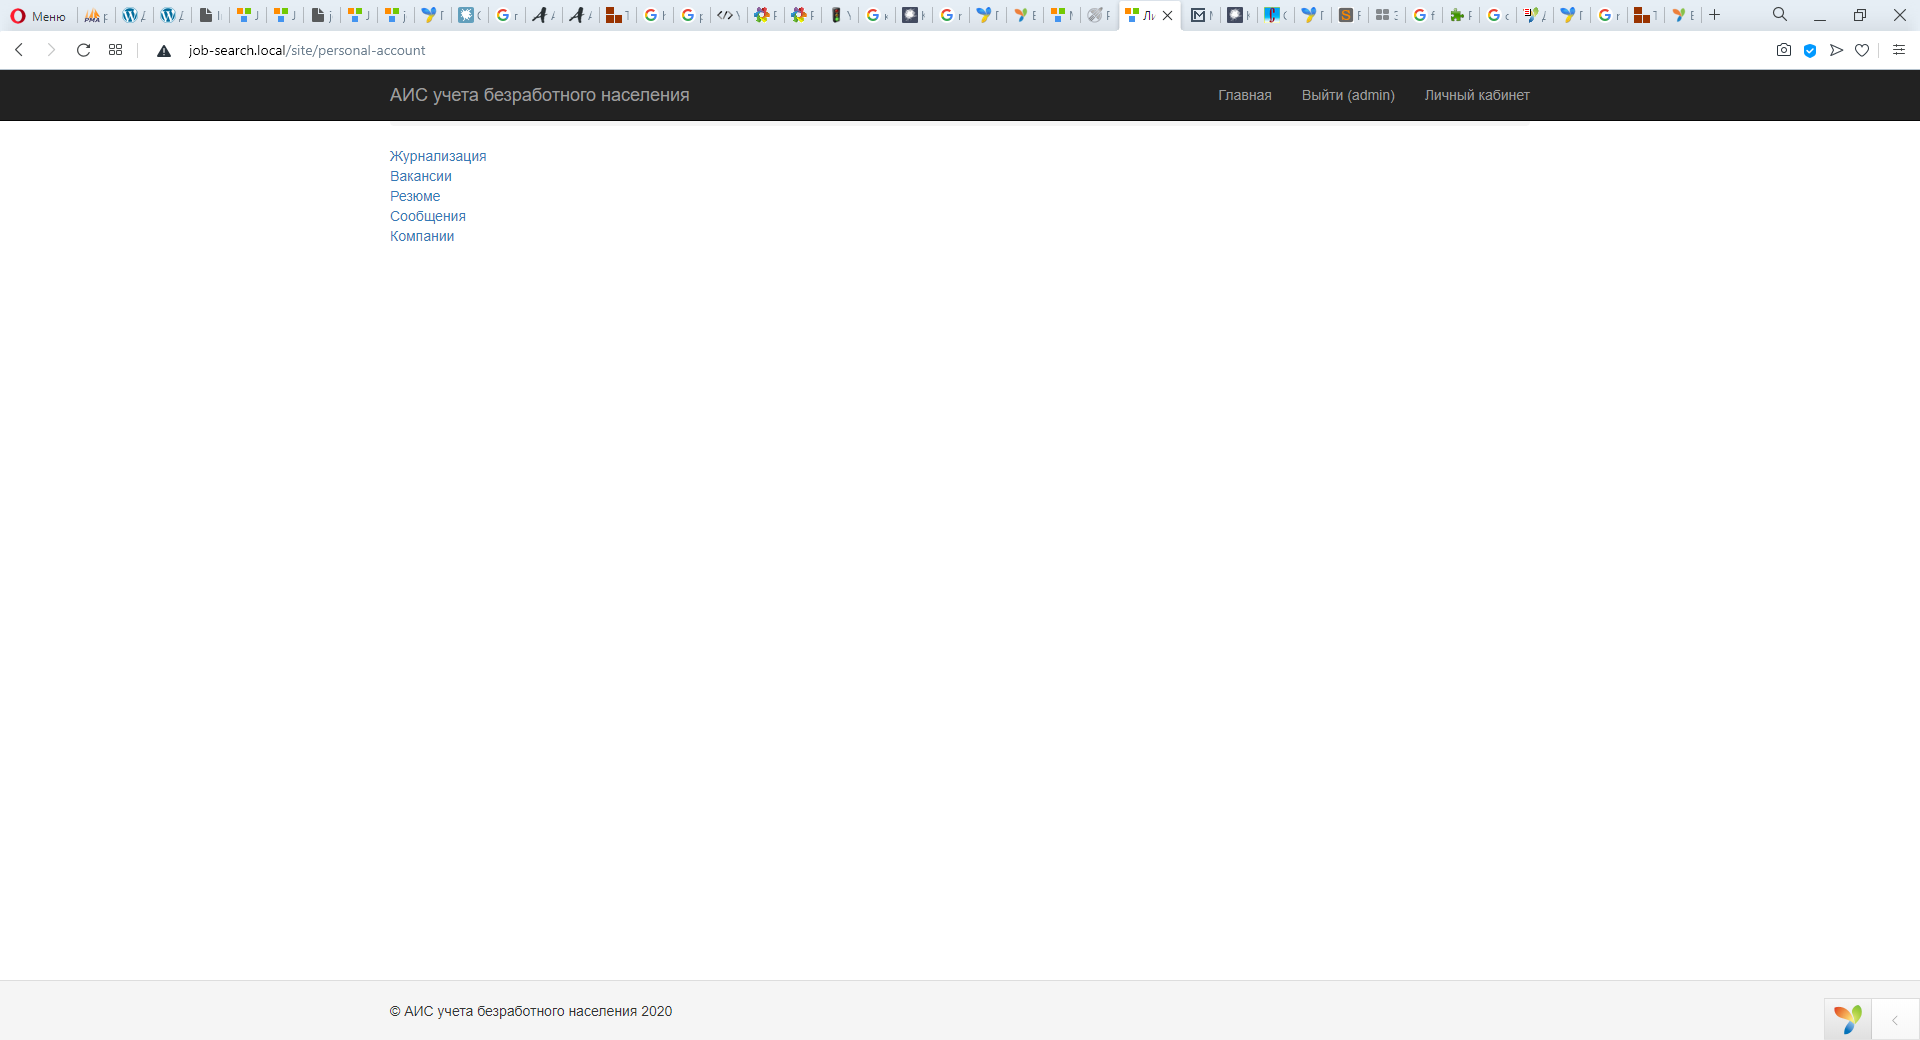 Меню
job-search.local/site/personal-account
АИС учета безработного населения
Главная
Выйти (admin)
Личный кабинет
Журнализация
Вакансии
Резюме
Сообщения
Компании
© АИС учета безработного населения 2020